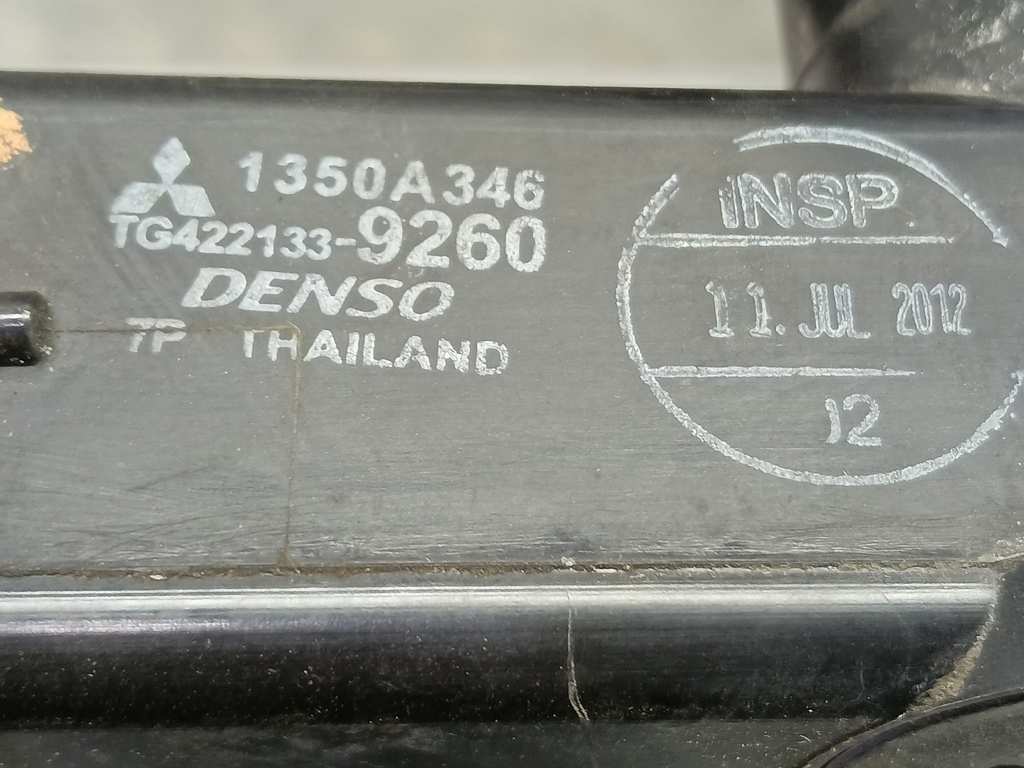 1350A346
TG422133-9260
DENSO
TP THAILAND
INSP.
11. JUL 2012
12